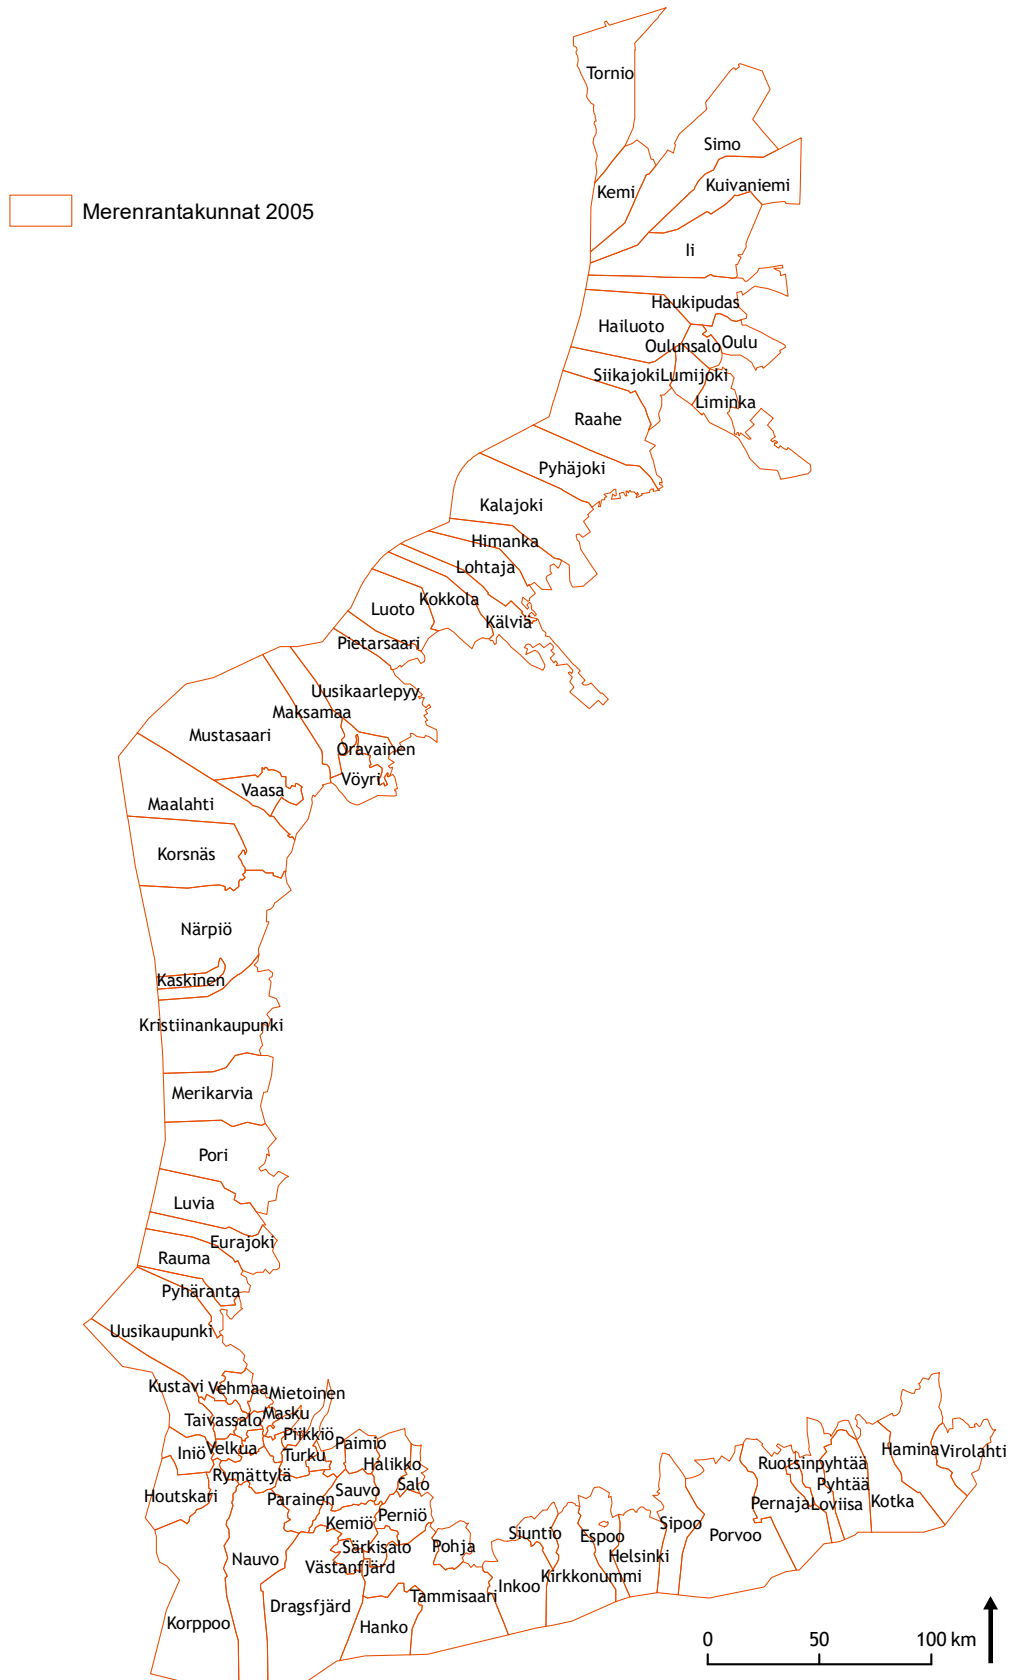 Tornio
Simo
Kuivaniemi
Kemi
Merenrantakunnat 2005
Ii
Haukipudas
Hailuoto
Oulunsalo
Oulu
Siikajoki
Lumijoki
Liminka
Raahe
Pyhäjoki
Kalajoki
Himanka
Lohtaja
Kokkola
Luoto
Kälviä
Pietarsaari
Uusikaarlepyy
Maksamaa
Mustasaari
Oravainen
Vöyri
Vaasa
Maalahti
Korsnäs
Närpiö
Kaskinen
Kristiinankaupunki
Merikarvia
Pori
Luvia
Eurajoki
Rauma
Pyhäranta
Uusikaupunki
Kustavi
Vehmaa
Mietoinen
Taivassalo
Masku
Piikkiö
Paimio
Iniö
Velkua
Turku
Halikko
Rymättylä
Salo
Houtskari
Parainen
Sauvo
Kemiö
Perniö
Särkisalo
Västanfjärd
Nauvo
Dragsfjärd
Korppoo
Hanko
Pohja
Tammisaari
Siuntio
Inkoo
Kirkkonummi
Espoo
Helsinki
Sipoo
Porvoo
Pernaja
Ruotsinpyhtää
Pyhtää
Loviisa
Kotka
Hamina
Virolahti
0 50 100 km